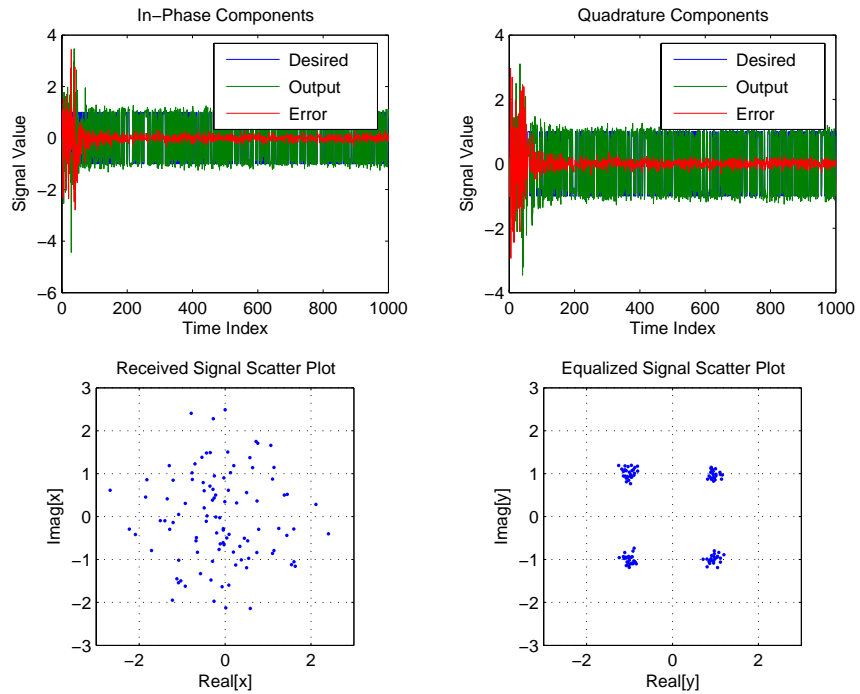 In−Phase Components
4
2
0
−2
−4
−6
Signal Value
0
200
400
600
800
1000
Time Index
Desired
Output
Error
Quadrature Components
4
2
0
−2
−4
Signal Value
0
200
400
600
800
1000
Time Index
Desired
Output
Error
Received Signal Scatter Plot
3
2
1
0
−1
−2
−3
Imag[x]
−2
0
2
Real[x]
Equalized Signal Scatter Plot
3
2
1
0
−1
−2
−3
Imag[y]
−2
0
2
Real[y]